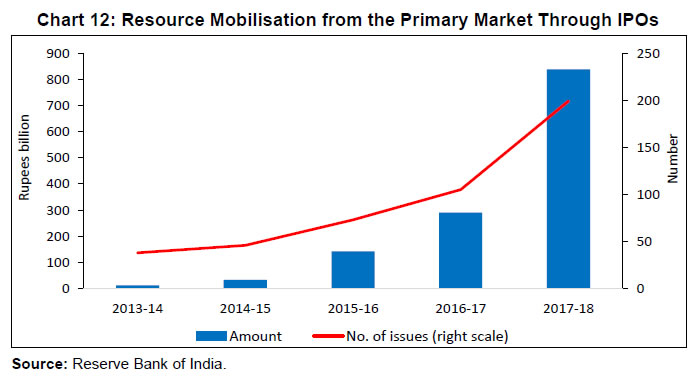 Chart 12: Resource Mobilisation from the Primary Market Through IPOs
Rupees billion
900
800
700
600
500
400
300
200
100
0
250
200
150
100
50
0
Number
2013-14 2014-15 2015-16 2016-17 2017-18
Amount No. of issues (right scale)
Source: Reserve Bank of India.